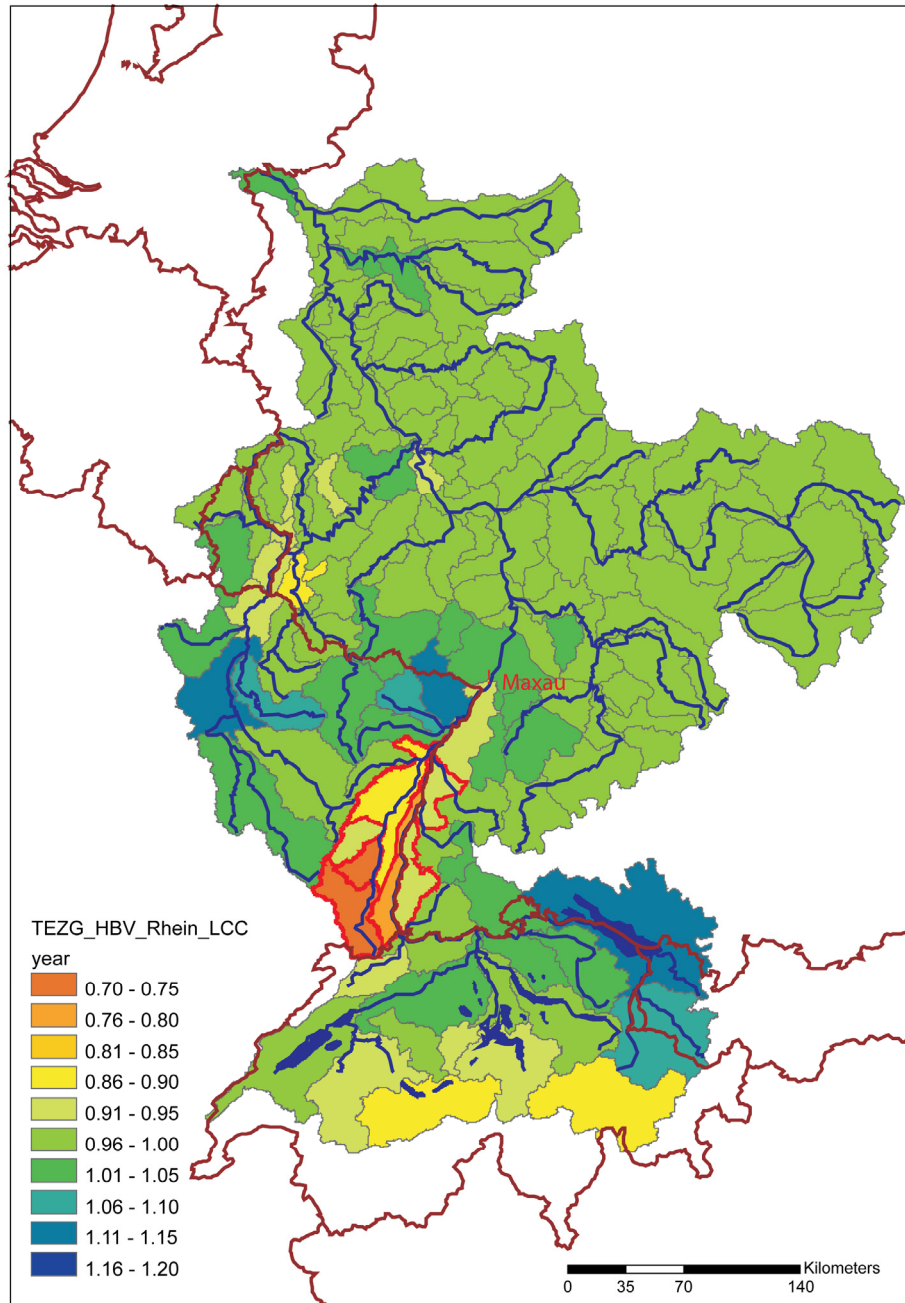 Maxau
TEZG_HBV_Rhein_LCC
year
0.70 - 0.75
0.76 - 0.80
0.81 - 0.85
0.86 - 0.90
0.91 - 0.95
0.96 - 1.00
1.01 - 1.05
1.06 - 1.10
1.11 - 1.15
1.16 - 1.20
Kilometers
0 35 70 140